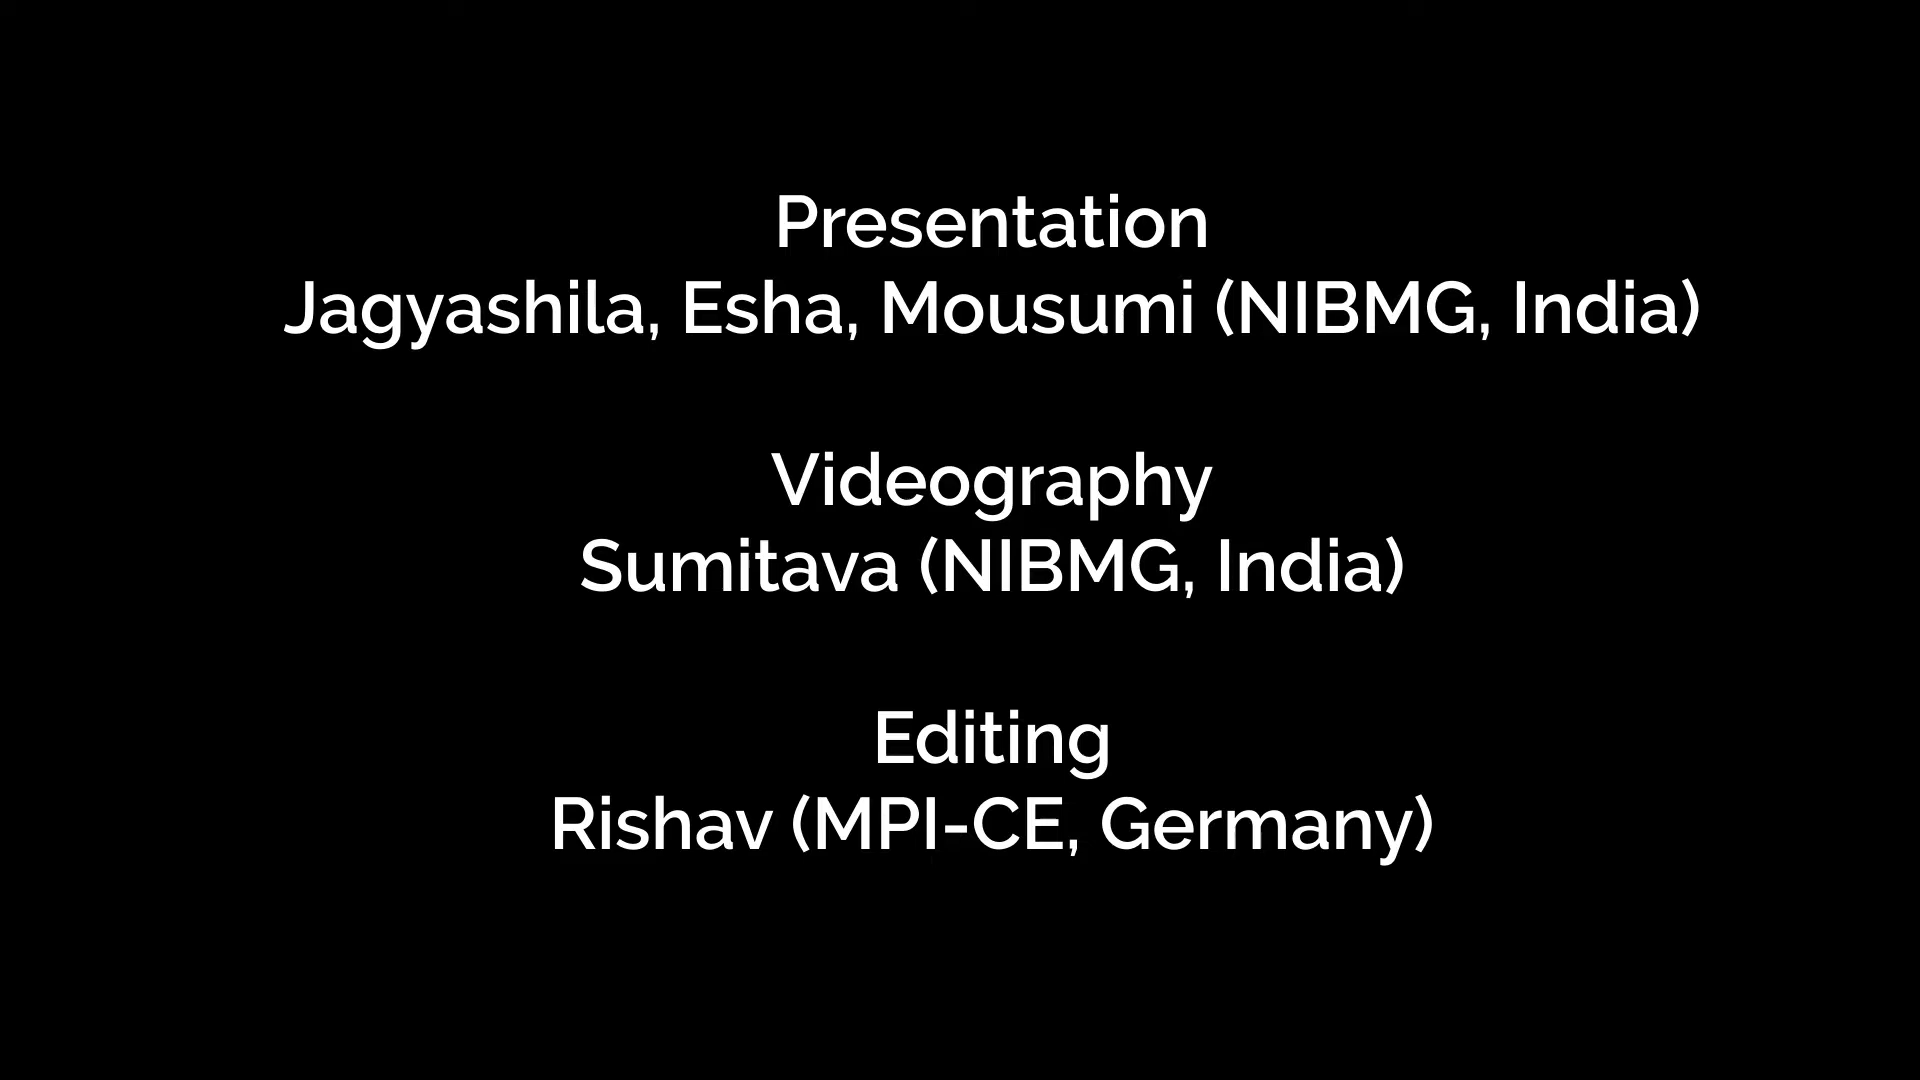 Presentation
Jagyashila, Esha, Mousumi (NIBMG, India)
Videography
Sumitava (NIBMG, India)
Editing
Rishav (MPI-CE, Germany)